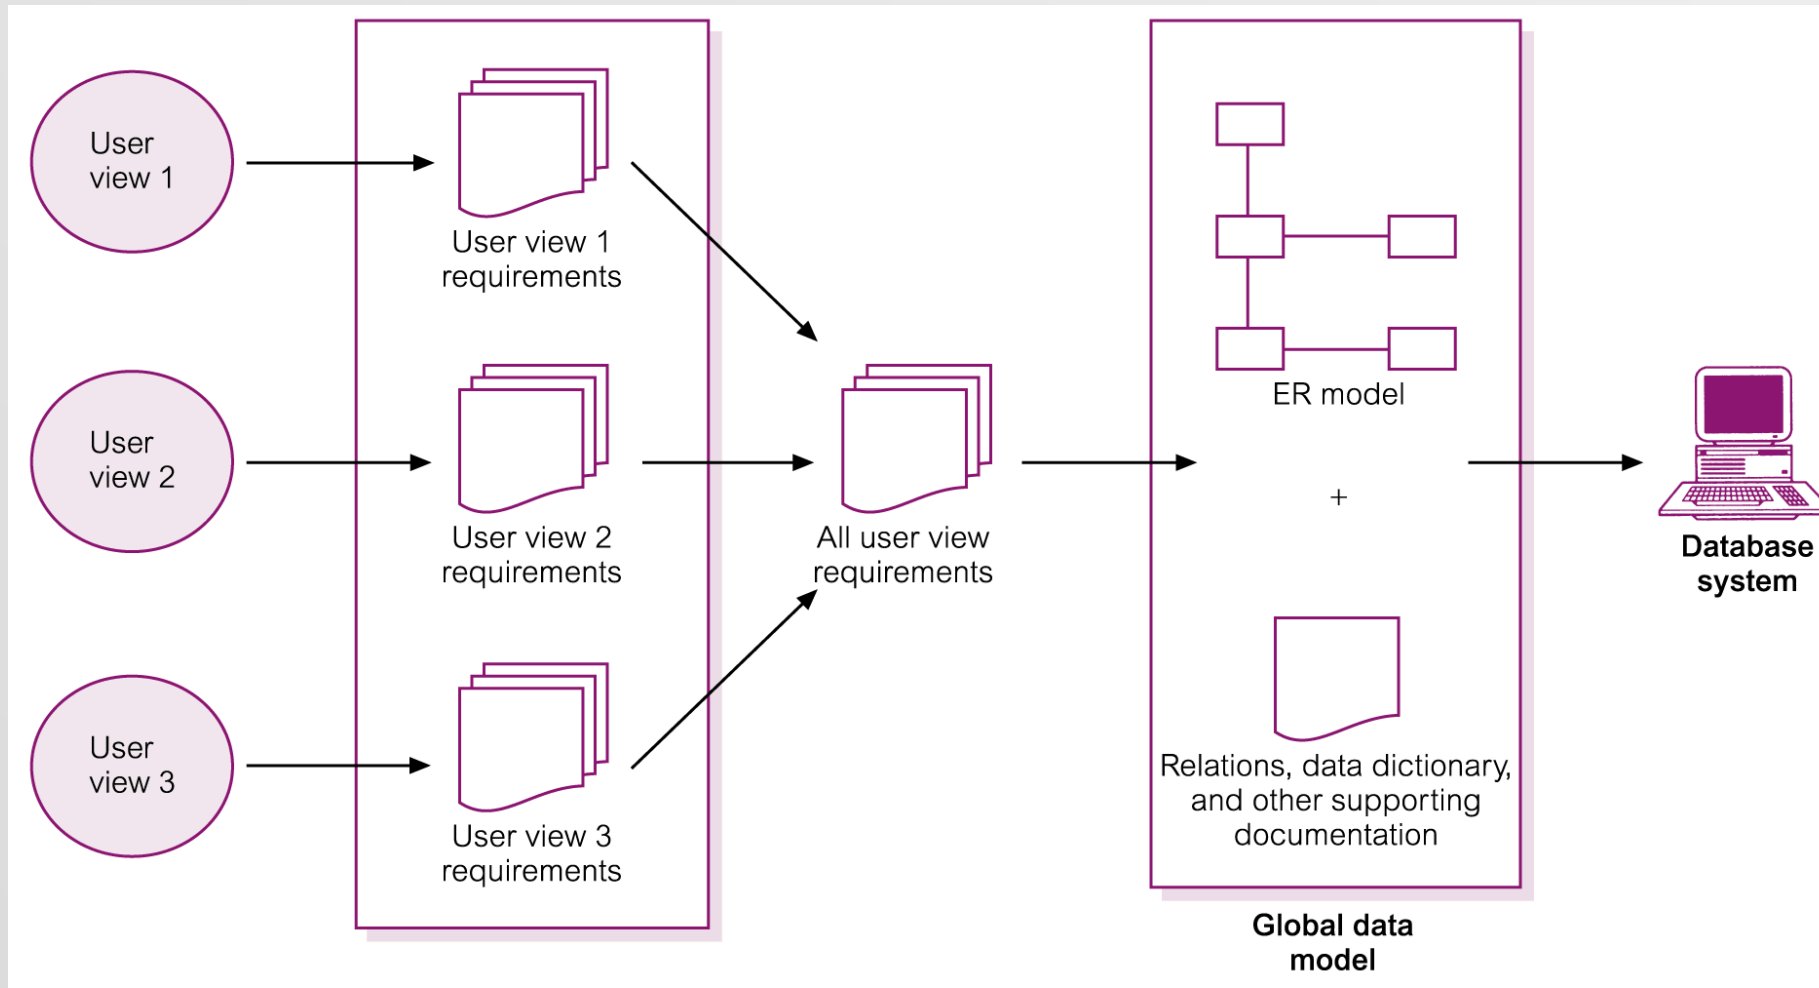 User
view 1
User view 1
requirements
User
view 2
User view 2
requirements
User
view 3
User view 3
requirements
All user view
requirements
ER model
+
Relations, data dictionary,
and other supporting
documentation
Global data
model
Database
system